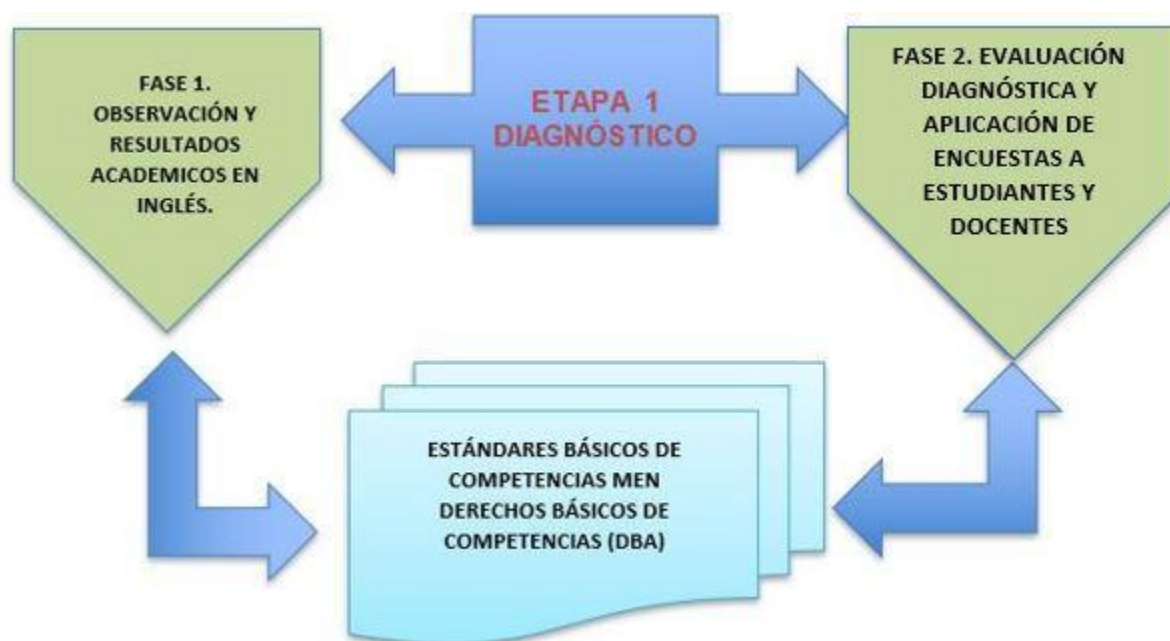 FASE 1.
OBSERVACIÓN Y
RESULTADOS
ACADEMICOS EN
INGLÉS.
ETAPA 1
DIAGNÓSTICO
FASE 2. EVALUACIÓN
DIAGNÓSTICA Y
APLICACIÓN DE
ENCUESTAS A
ESTUDIANTES Y
DOCENTES
ESTÁNDARES BÁSICOS DE
COMPETENCIAS MEN
DERECHOS BÁSICOS DE
COMPETENCIAS (DBA)